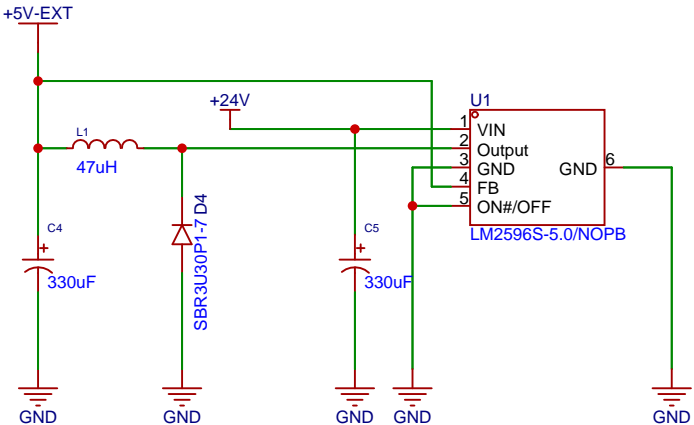 +5V-EXT
+24V
U1
L1
47uH
1
VIN
2
Output
3
GND
4
FB
5
ON#/OFF
GND
6
LM2596S-5.0/NOPB
C4
330uF
SBR3U30P1-7 D4
C5
330uF
GND
GND
GND
GND
GND